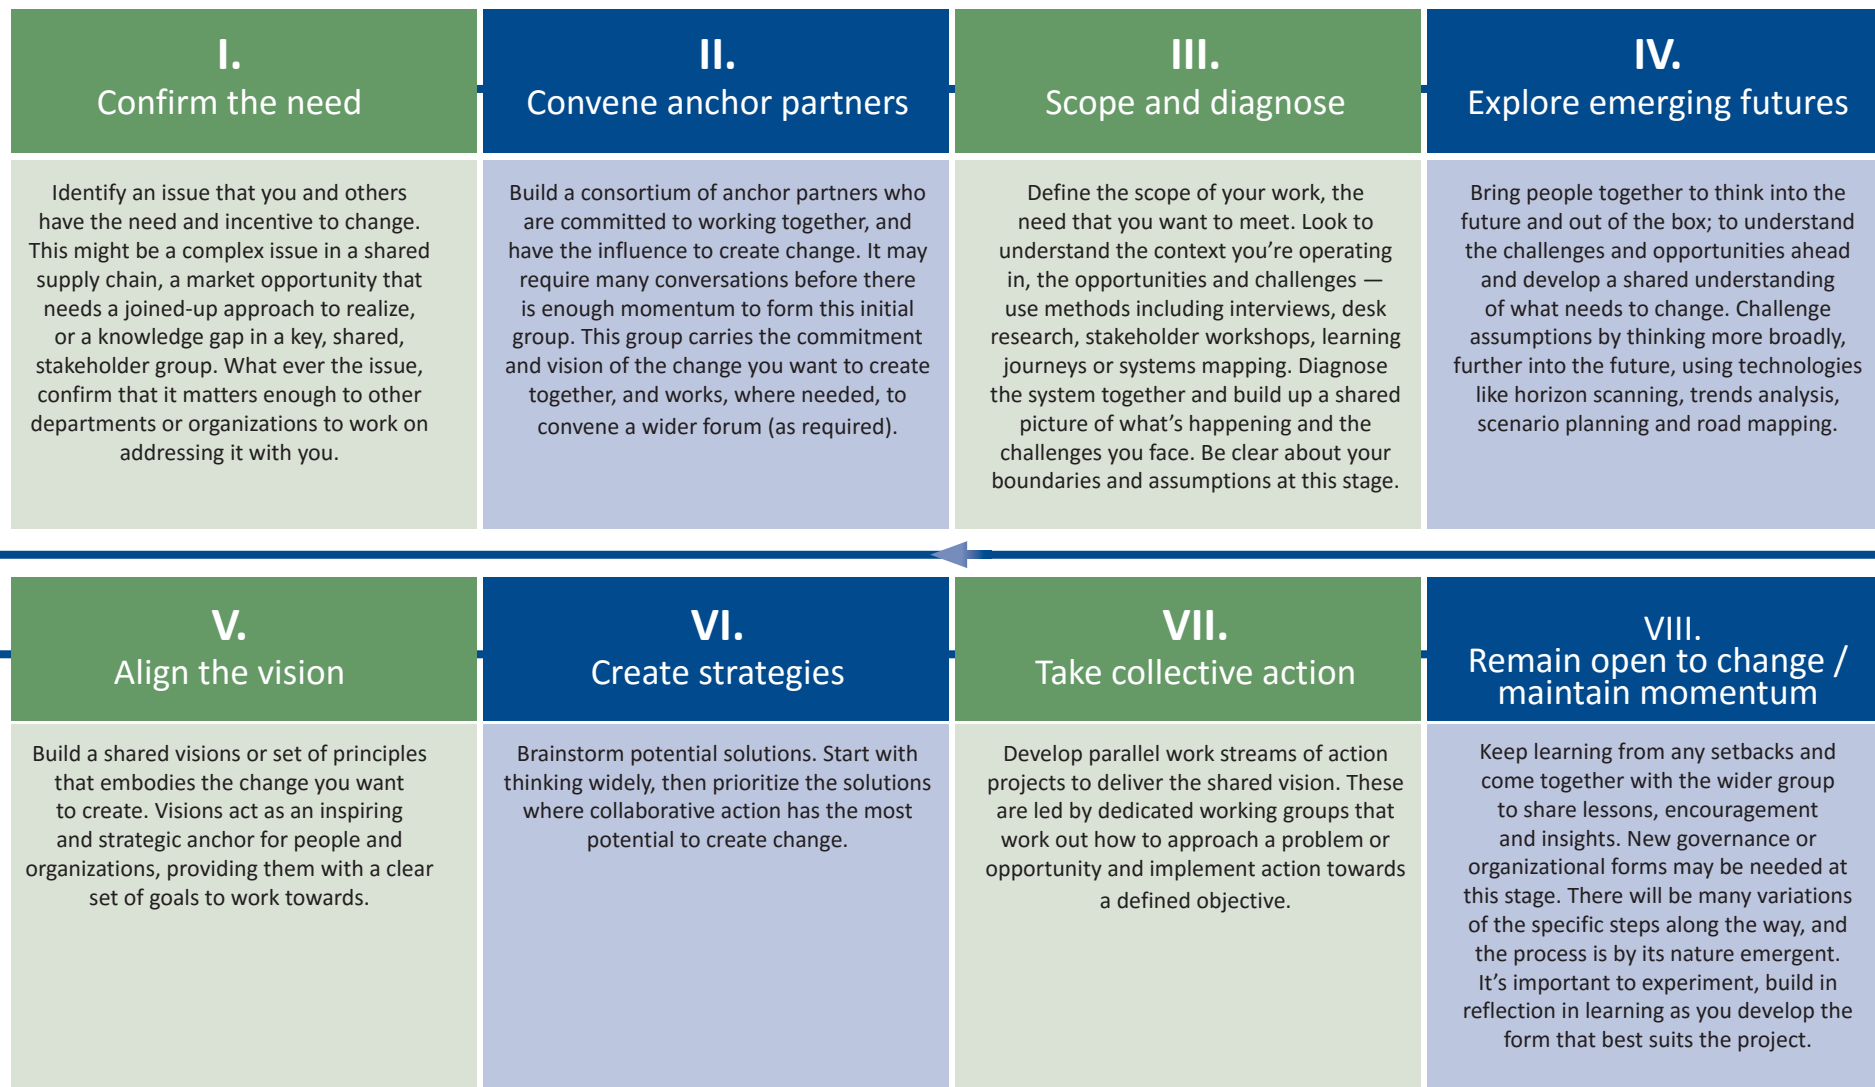 I.
Confirm the need
Identify an issue that you and others
have the need and incentive to change.
This might be a complex issue in a shared
supply chain, a market opportunity that
needs a joined-up approach to realize,
or a knowledge gap in a key, shared,
stakeholder group. What ever the issue,
confirm that it matters enough to other
departments or organizations to work on
addressing it with you.
II.
Convene anchor partners
Build a consortium of anchor partners who
are committed to working together, and
have the influence to create change. It may
require many conversations before there
is enough momentum to form this initial
group. This group carries the commitment
and vision of the change you want to create
together, and works, where needed, to
convene a wider forum (as required).
III.
Scope and diagnose
Define the scope of your work, the
need that you want to meet. Look to
understand the context you’re operating
in, the opportunities and challenges —
use methods including interviews, desk
research, stakeholder workshops, learning
journeys or systems mapping. Diagnose
the system together and build up a shared
picture of what’s happening and the
challenges you face. Be clear about your
boundaries and assumptions at this stage.
IV.
Explore emerging futures
Bring people together to think into the
future and out of the box; to understand
the challenges and opportunities ahead
and develop a shared understanding
of what needs to change. Challenge
assumptions by thinking more broadly,
further into the future, using technologies
like horizon scanning, trends analysis,
scenario planning and road mapping.
V.
Align the vision
Build a shared visions or set of principles
that embodies the change you want
to create. Visions act as an inspiring
and strategic anchor for people and
organizations, providing them with a clear
set of goals to work towards.
VI.
Create strategies
Brainstorm potential solutions. Start with
thinking widely, then prioritize the solutions
where collaborative action has the most
potential to create change.
VII.
Take collective action
Develop parallel work streams of action
projects to deliver the shared vision. These
are led by dedicated working groups that
work out how to approach a problem or
opportunity and implement action towards
a defined objective.
VIII.
Remain open to change /
maintain momentum
Keep learning from any setbacks and
come together with the wider group
to share lessons, encouragement
and insights. New governance or
organizational forms may be needed at
this stage. There will be many variations
of the specific steps along the way, and
the process is by its nature emergent.
It’s important to experiment, build in
reflection in learning as you develop the
form that best suits the project.